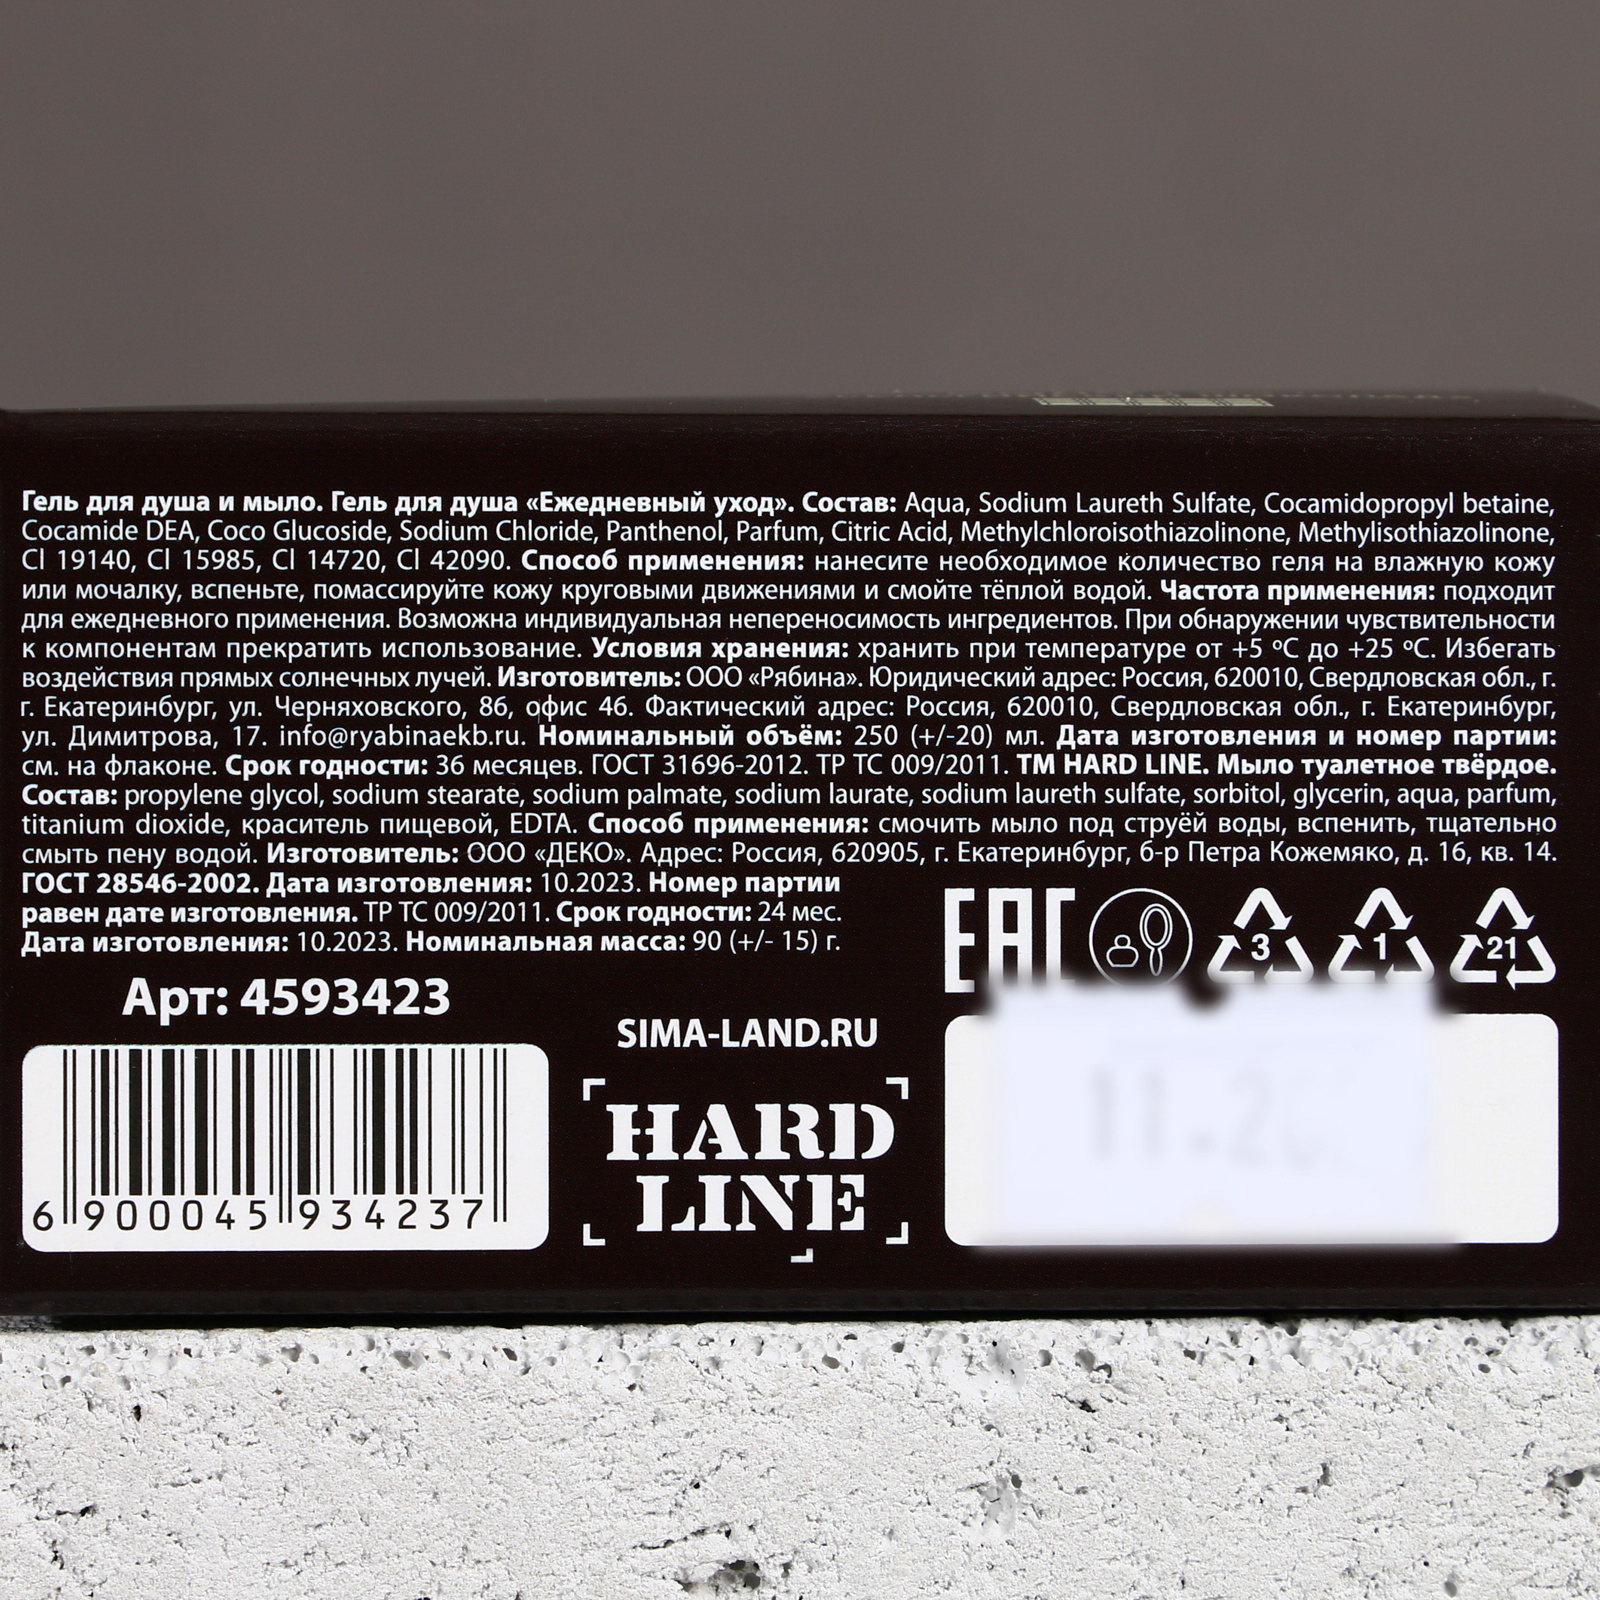 Гель для душа и мыло. Гель для душа «Ежедневный уход». Состав: Aqua, Sodium Laureth Sulfate, Cocamidopropyl betaine,
Cocamide DEA, Coco Glucoside, Sodium Chloride, Panthenol, Parfum, Citric Acid, Methylchloroisothiazolinone, Methylisothiazolinone,
Cl 19140, Cl 15985, Cl 14720, Cl 42090. Способ применения: нанесите необходимое количество геля на влажную кожу
или мочалку, вспеньте, помассируйте кожу круговыми движениями и смойте тёплой водой. Частота применения: подходит
для ежедневного применения. Возможна индивидуальная непереносимость ингредиентов. При обнаружении чувствительности
к компонентам прекратить использование. Условия хранения: хранить при температуре от +5 ºС до +25 ºС. Избегать
воздействия прямых солнечных лучей. Изготовитель: ООО «Рябина». Юридический адрес: Россия, 620010, Свердловская обл., г.
г. Екатеринбург, ул. Черняховского, 86, офис 46. Фактический адрес: Россия, 620010, Свердловская обл., г. Екатеринбург,
ул. Димитрова, 17. info@ryabinaekb.ru. Номинальный объём: 250 (+/-20) мл. Дата изготовления и номер партии:
см. на флаконе. Срок годности: 36 месяцев. ГОСТ 31696-2012. ТР ТС 009/2011. ТМ HARD LINE. Мыло туалетное твёрдое.
Состав: propylene glycol, sodium stearate, sodium palmate, sodium laurate, sodium laureth sulfate, sorbitol, glycerin, aqua, parfum,
titanium dioxide, краситель пищевой, EDTA. Способ применения: смочить мыло под струёй воды, вспенить, тщательно
смыть пену водой. Изготовитель: ООО «ДЕКО». Адрес: Россия, 620905, г. Екатеринбург, б-р Петра Кожемяко, д. 16, кв. 14.
ГОСТ 28546-2002. Дата изготовления: 10.2023. Номер партии
равен дате изготовления. ТР ТС 009/2011. Срок годности: 24 мес.
Дата изготовления: 10.2023. Номинальная масса: 90 (+/- 15) г.
ЕАС
3
1
21
Арт: 4593423
6 900045 934237
SIMA-LAND.RU
HARD
LINE